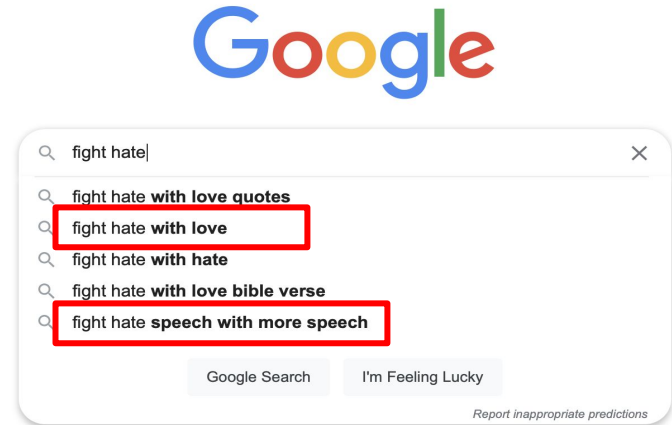 Google
fight hate
fight hate with love quotes
fight hate with love
fight hate with hate
fight hate with love bible verse
fight hate speech with more speech
Google Search I'm Feeling Lucky
Report inappropriate predictions